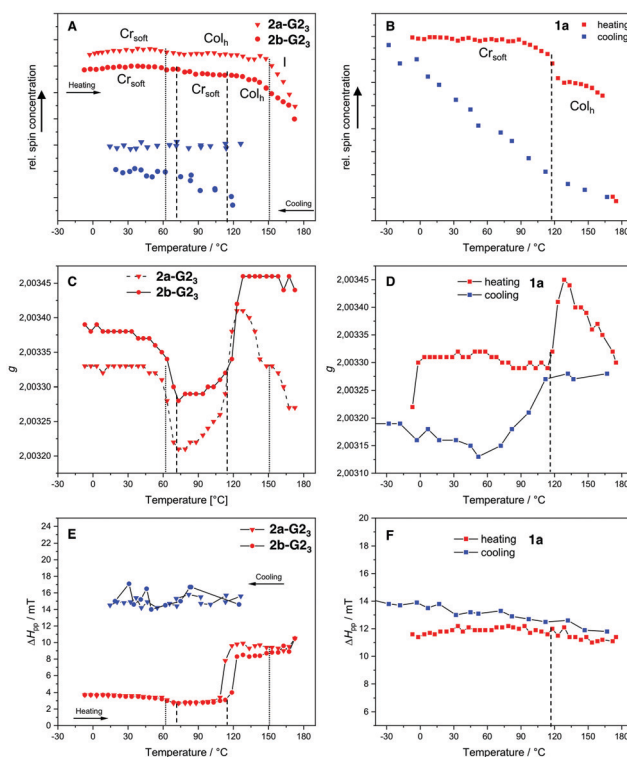 A
2a-G2₃
2b-G2₃
Cr_soft
Col_h
I
Cr_soft
Cr_soft
Col_h
Heating
Cooling
rel. spin concentration
-30 0 30 60 90 120 150 180
Temperature / °C
B
1a
heating
cooling
Cr_soft
Col_h
rel. spin concentration
-30 0 30 60 90 120 150 180
Temperature / °C
C
2a-G2₃
2b-G2₃
2,00346
2,00335
2,00330
2,00320
g
-30 0 30 60 90 120 150 180
Temperature [°C]
D
1a
heating
cooling
2,00345
2,00335
2,00330
2,00325
2,00320
2,00315
2,00310
g
-30 0 30 60 90 120 150 180
Temperature / °C
E
2a-G2₃
2b-G2₃
Cooling
Heating
24
22
20
18
16
14
12
10
8
6
4
2
0
ΔH_pp / mT
-30 0 30 60 90 120 150 180
Temperature / °C
F
1a
heating
cooling
20
18
16
14
12
10
8
6
4
ΔH_pp / mT
-30 0 30 60 90 120 150 180
Temperature / °C